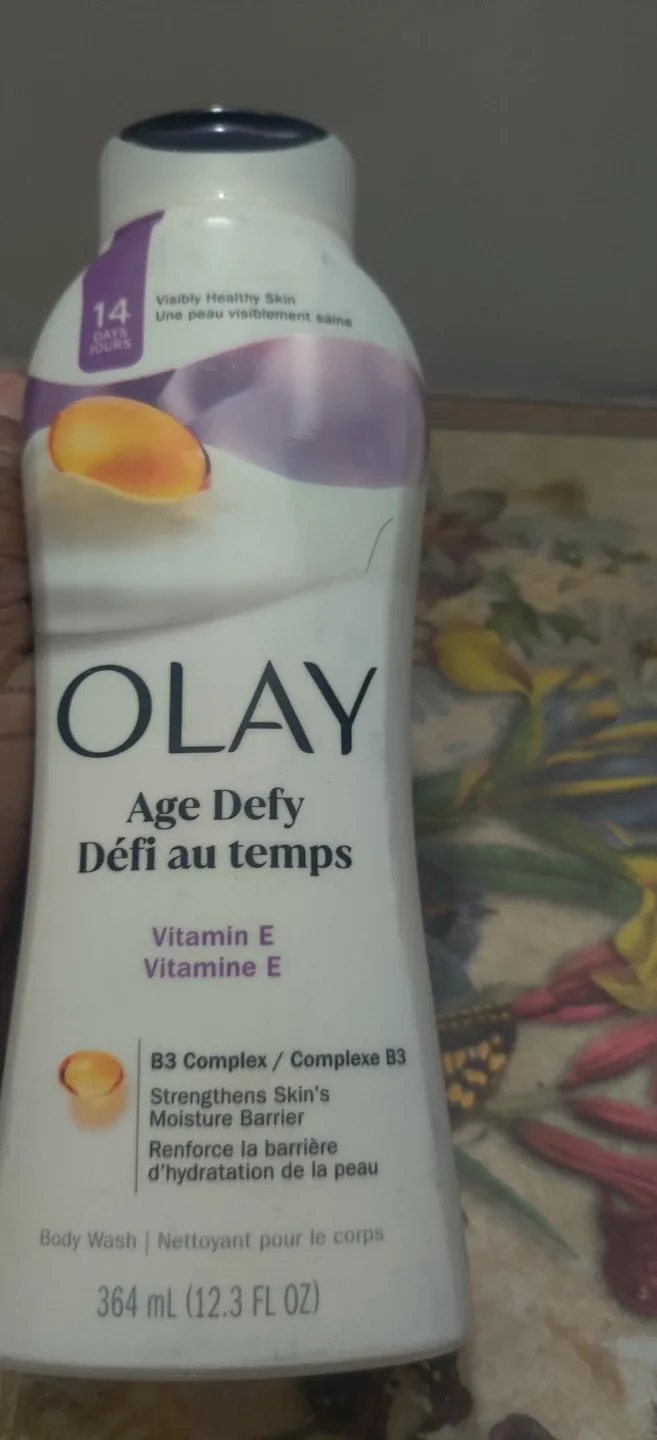 14
DAYS
JOURS
Visibly Healthy Skin
Une peau visiblement saine
OLAY
Age Defy
Défi au temps
Vitamin E
Vitamine E
B3 Complex / Complexe B3
Strengthens Skin's
Moisture Barrier
Renforce la barrière
d'hydratation de la peau
Body Wash | Nettoyant pour le corps
364 mL (12.3 FL OZ)